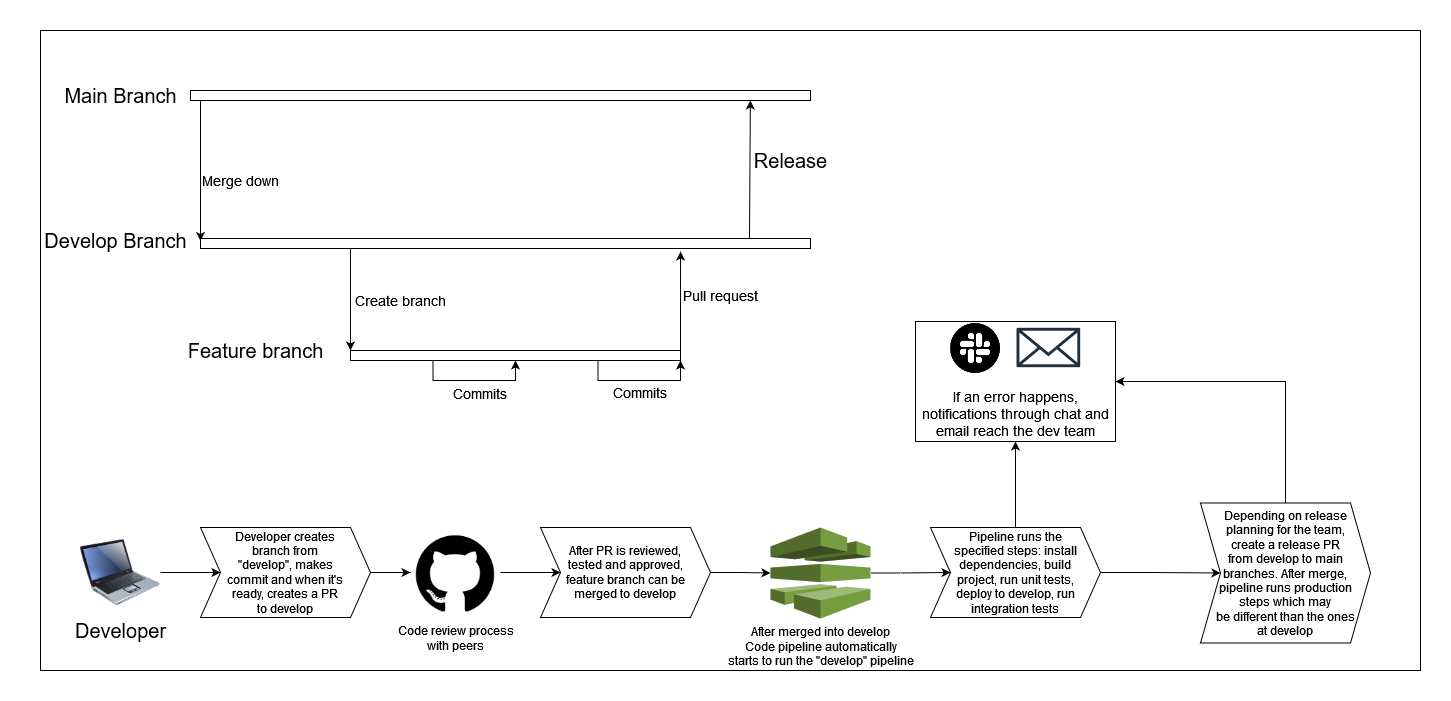 Main Branch
Release
Merge down
Develop Branch
Create branch
Pull request
Feature branch
Commits
Commits
If an error happens,
notifications through chat and
email reach the dev team
Developer
Developer creates
branch from
"develop", makes
commit and when it's
ready, creates a PR
to develop
Code review process
with peers
After PR is reviewed,
tested and approved,
feature branch can be
merged to develop
After merged into develop
Code pipeline automatically
starts to run the "develop" pipeline
Pipeline runs the
specified steps: install
dependencies, build
project, run unit tests,
deploy to develop, run
integration tests
Depending on release
planning for the team,
create a release PR
from develop to main
branches. After merge,
pipeline runs production
steps which may
be different than the ones
at develop